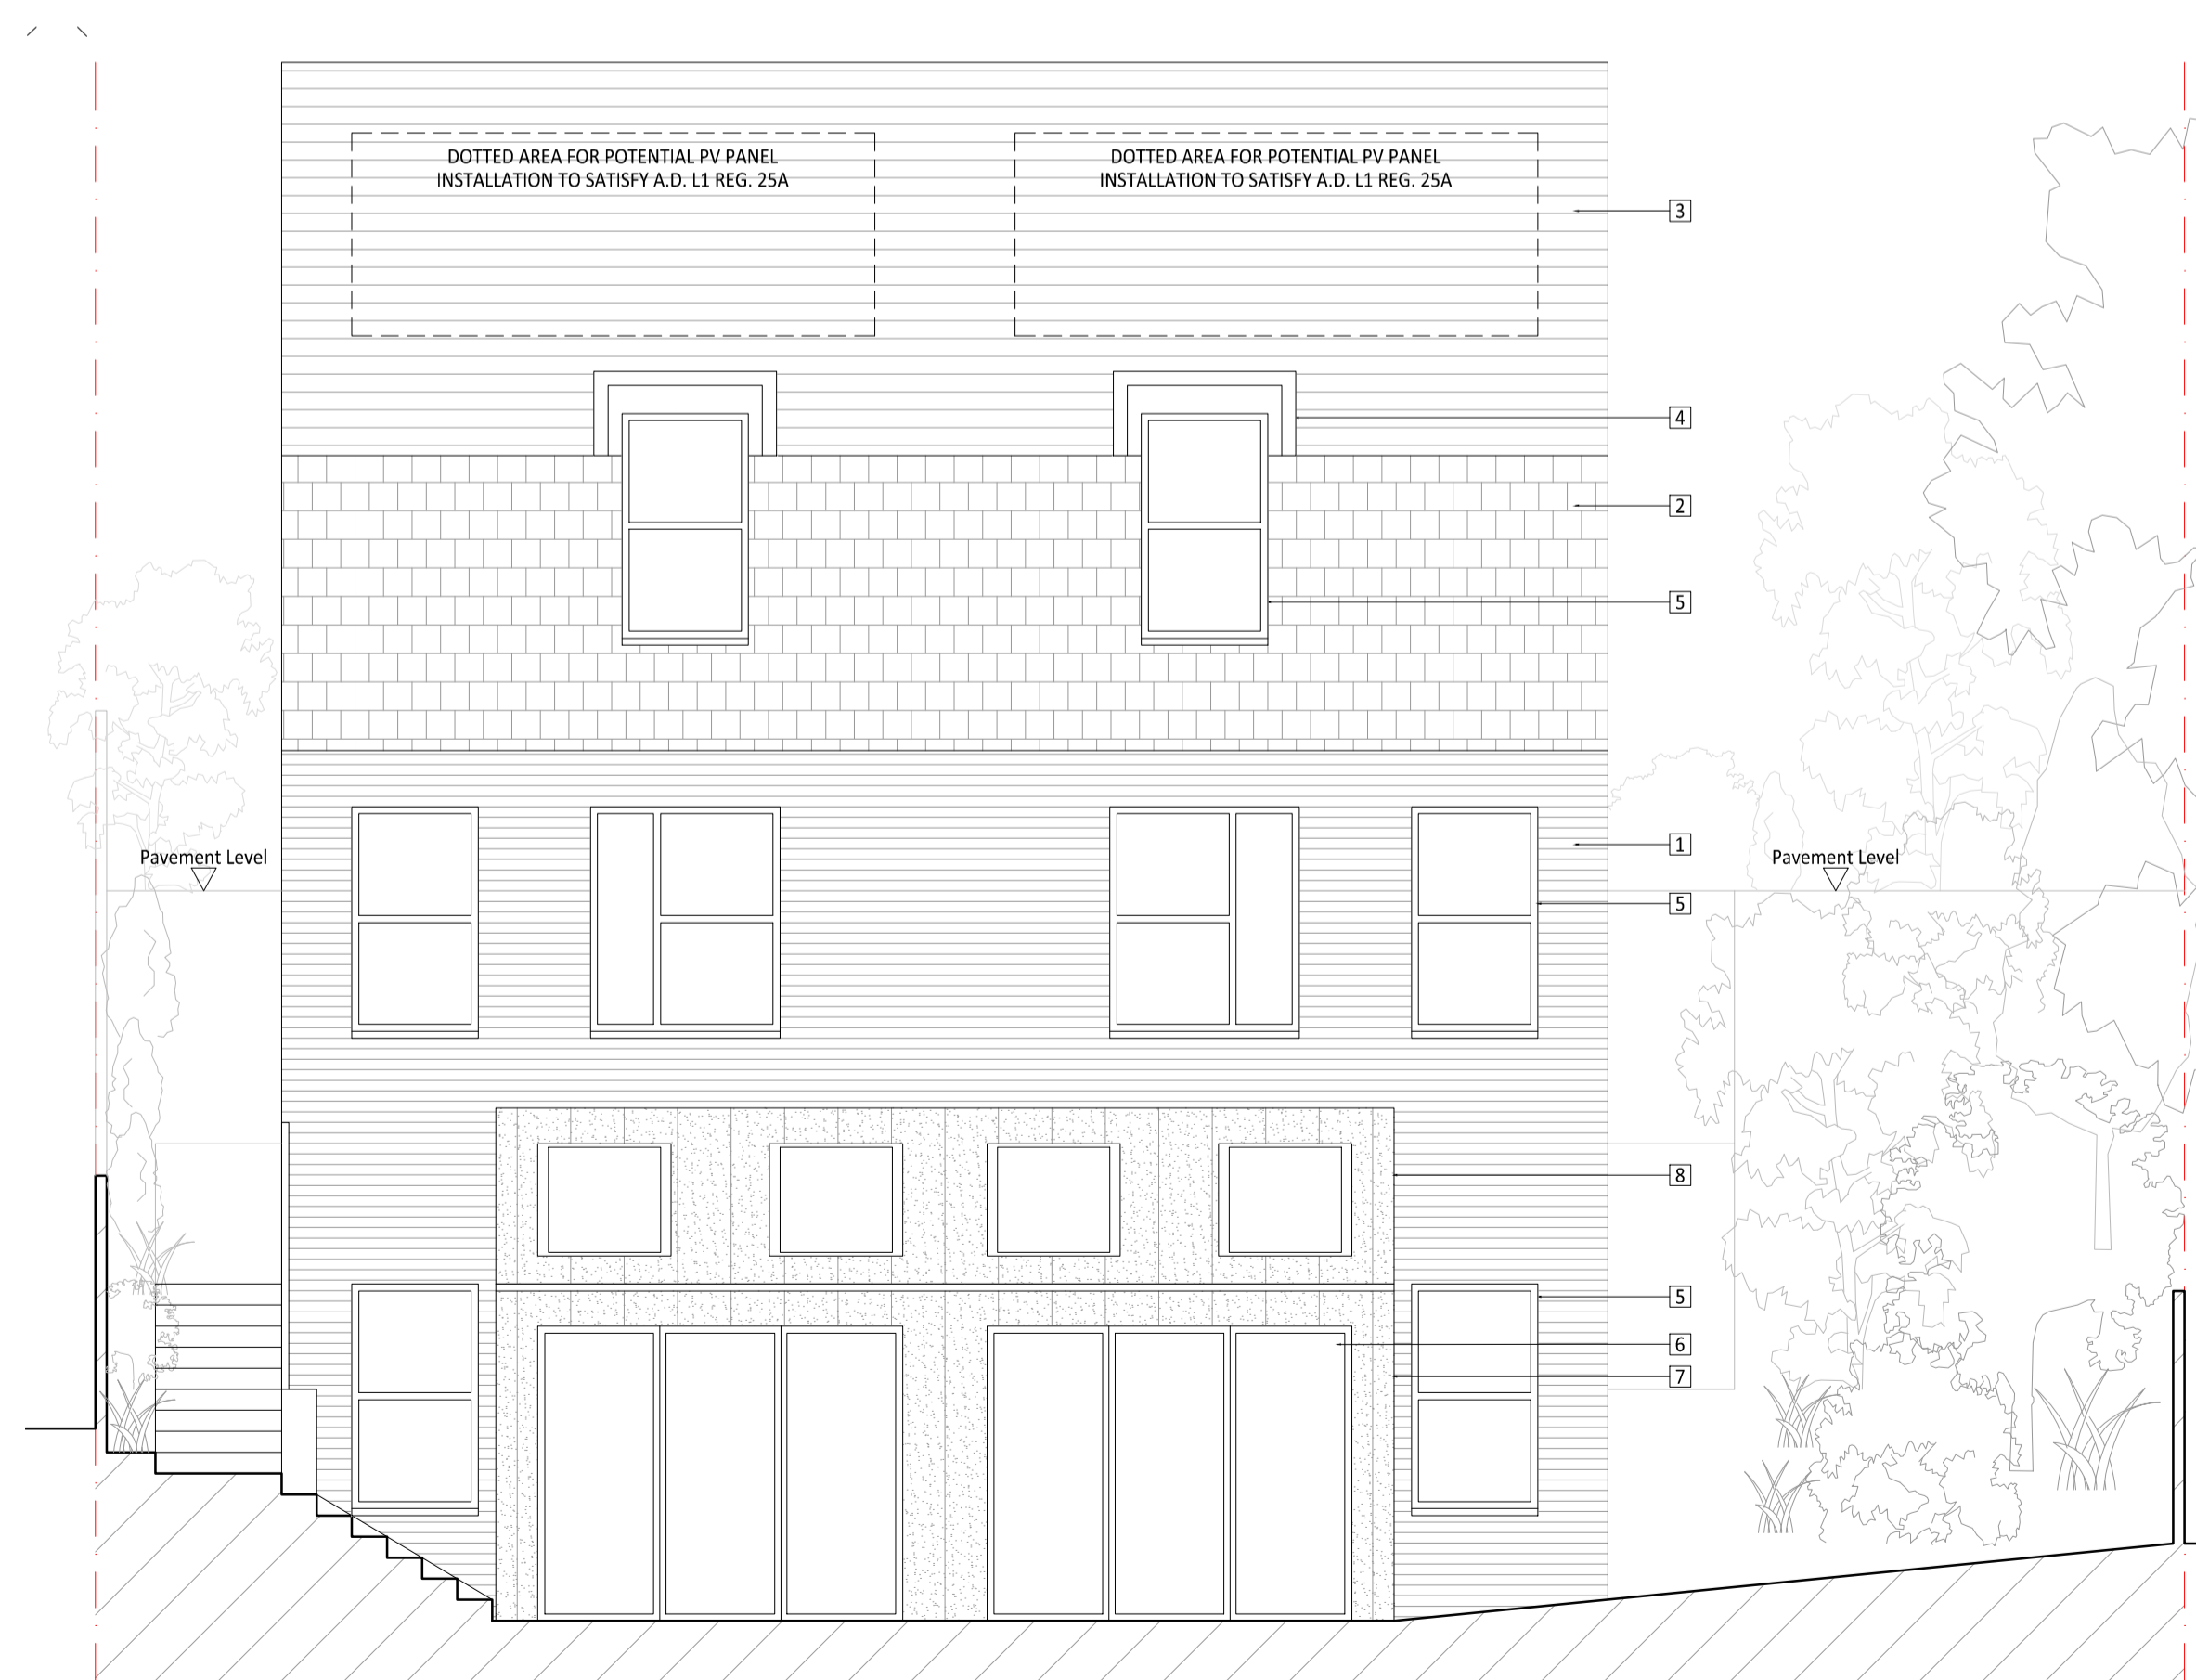 DOTTED AREA FOR POTENTIAL PV PANEL
INSTALLATION TO SATISFY A.D. L1 REG. 25A
DOTTED AREA FOR POTENTIAL PV PANEL
INSTALLATION TO SATISFY A.D. L1 REG. 25A
3
4
2
5
1
Pavement Level
Pavement Level
5
8
5
6
7